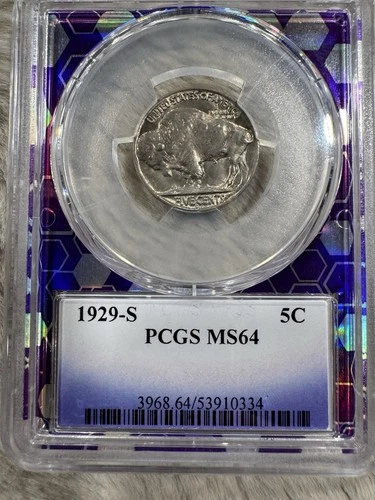 UNITED STATES OF AMERICA
FIVE CENTS
1929-S 5C
PCGS MS64
3968.64/53910334